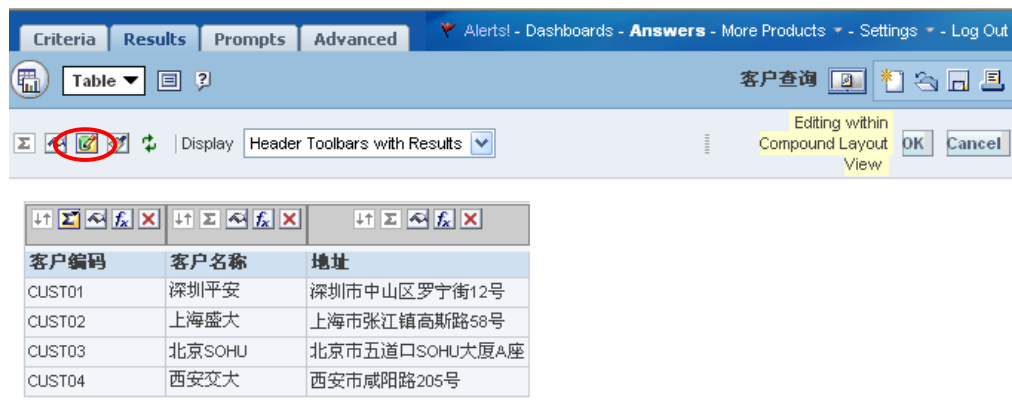 Criteria Results Prompts Advanced Alerts! - Dashboards - Answers - More Products - Settings - Log Out
Table 客户查询
Display Header Toolbars with Results Editing within Compound Layout View OK Cancel
客户编码 客户名称 地址
CUST01 深圳平安 深圳市中山区罗宁街12号
CUST02 上海盛大 上海市张江镇高斯路58号
CUST03 北京SOHU 北京市五道口SOHU大厦A座
CUST04 西安交大 西安市咸阳路205号